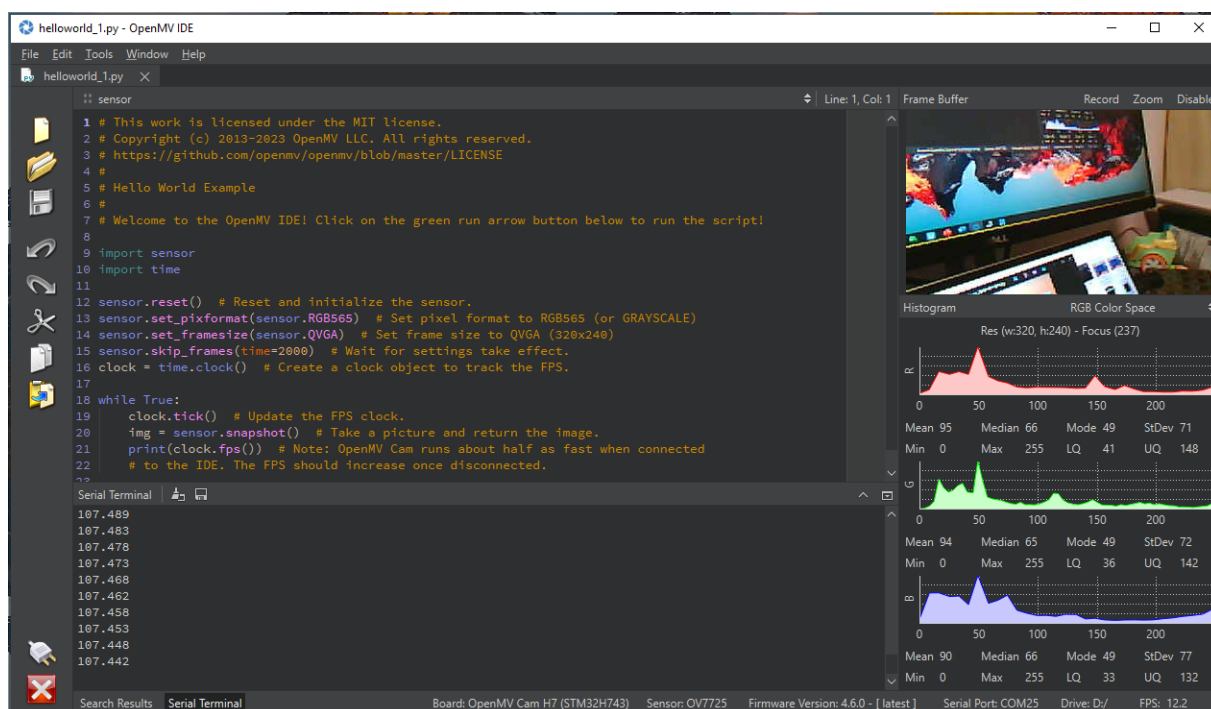 helloworld_1.py - OpenMV IDE
File Edit Tools Window Help
helloworld_1.py
sensor
Line: 1, Col: 1
Frame Buffer
Record Zoom Disable
1 # This work is licensed under the MIT license.
2 # Copyright (c) 2013-2023 OpenMV LLC. All rights reserved.
3 # https://github.com/openmv/openmv/blob/master/LICENSE
4 #
5 # Hello World Example
6 #
7 # Welcome to the OpenMV IDE! Click on the green run arrow button below to run the script!
8
9 import sensor
10 import time
11
12 sensor.reset()  # Reset and initialize the sensor.
13 sensor.set_pixformat(sensor.RGB565)  # Set pixel format to RGB565 (or GRAYSCALE)
14 sensor.set_framesize(sensor.QVGA)  # Set frame size to QVGA (320x240)
15 sensor.skip_frames(time=2000)  # Wait for settings take effect.
16 clock = time.clock()  # Create a clock object to track the FPS.
17
18 while True:
19     clock.tick()  # Update the FPS clock.
20     img = sensor.snapshot()  # Take a picture and return the image.
21     print(clock.fps())  # Note: OpenMV Cam runs about half as fast when connected
22     # to the IDE. The FPS should increase once disconnected.
23
Histogram
RGB Color Space
Res (w:320, h:240) - Focus (237)
R
0 50 100 150 200
Mean 95 Median 66 Mode 49 StDev 71
Min 0 Max 255 LQ 41 UQ 148
G
0 50 100 150 200
Mean 94 Median 65 Mode 49 StDev 72
Min 0 Max 255 LQ 36 UQ 142
B
0 50 100 150 200
Mean 90 Median 66 Mode 49 StDev 77
Min 0 Max 255 LQ 33 UQ 132
Serial Terminal
107.489
107.483
107.478
107.473
107.468
107.462
107.458
107.453
107.448
107.442
Search Results Serial Terminal
Board: OpenMV Cam H7 (STM32H743) Sensor: OV7725 Firmware Version: 4.6.0 - [ latest ] Serial Port: COM25 Drive: D:/ FPS: 12.2